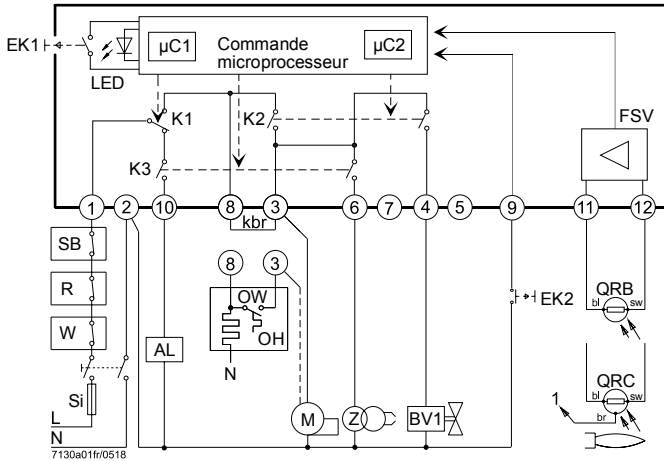 EK1
LED
µC1
Commande
microprocesseur
µC2
FSV
K1
K2
K3
1
2
10
8
3
6
7
4
5
9
11
12
kbr
SB
R
W
Si
L
N
7130a01fr/0518
AL
8
3
OW
OH
N
M
Z
BV1
EK2
QRB
bl
sw
QRC
bl
sw
br
1